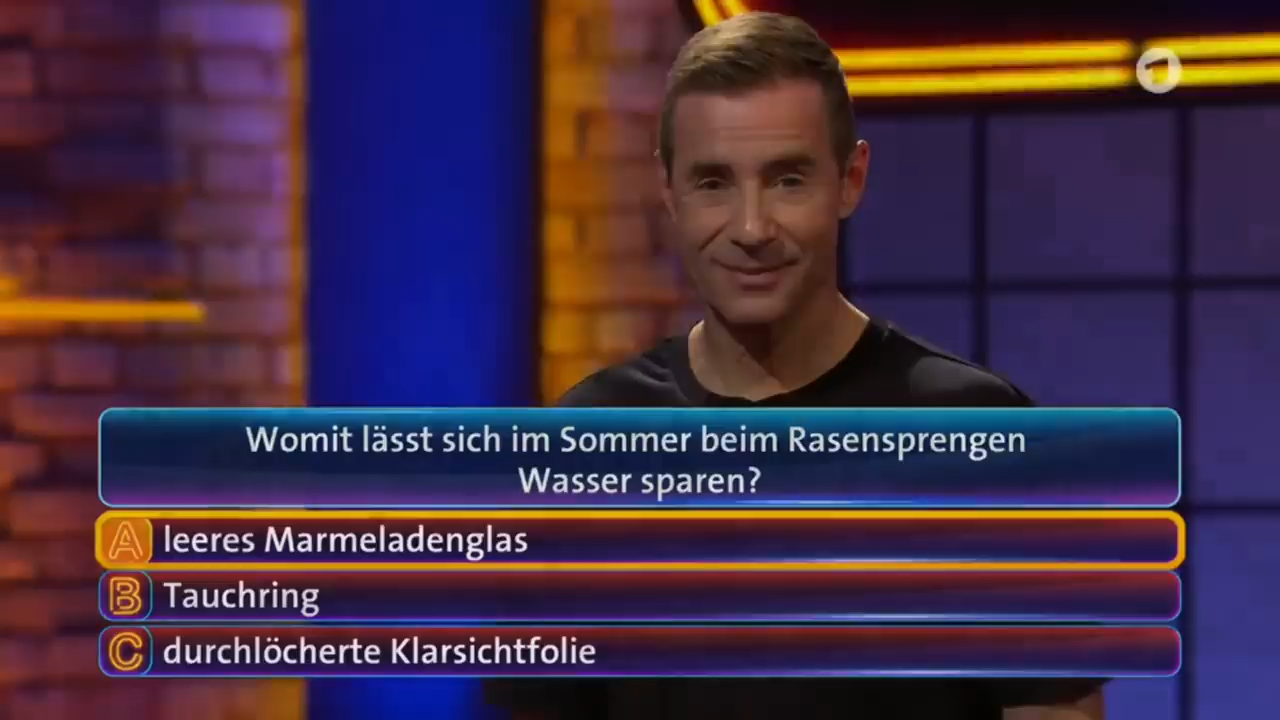 Womit lässt sich im Sommer beim Rasensprengen
Wasser sparen?
A leeres Marmeladenglas
B Tauchring
C durchlöcherte Klarsichtfolie